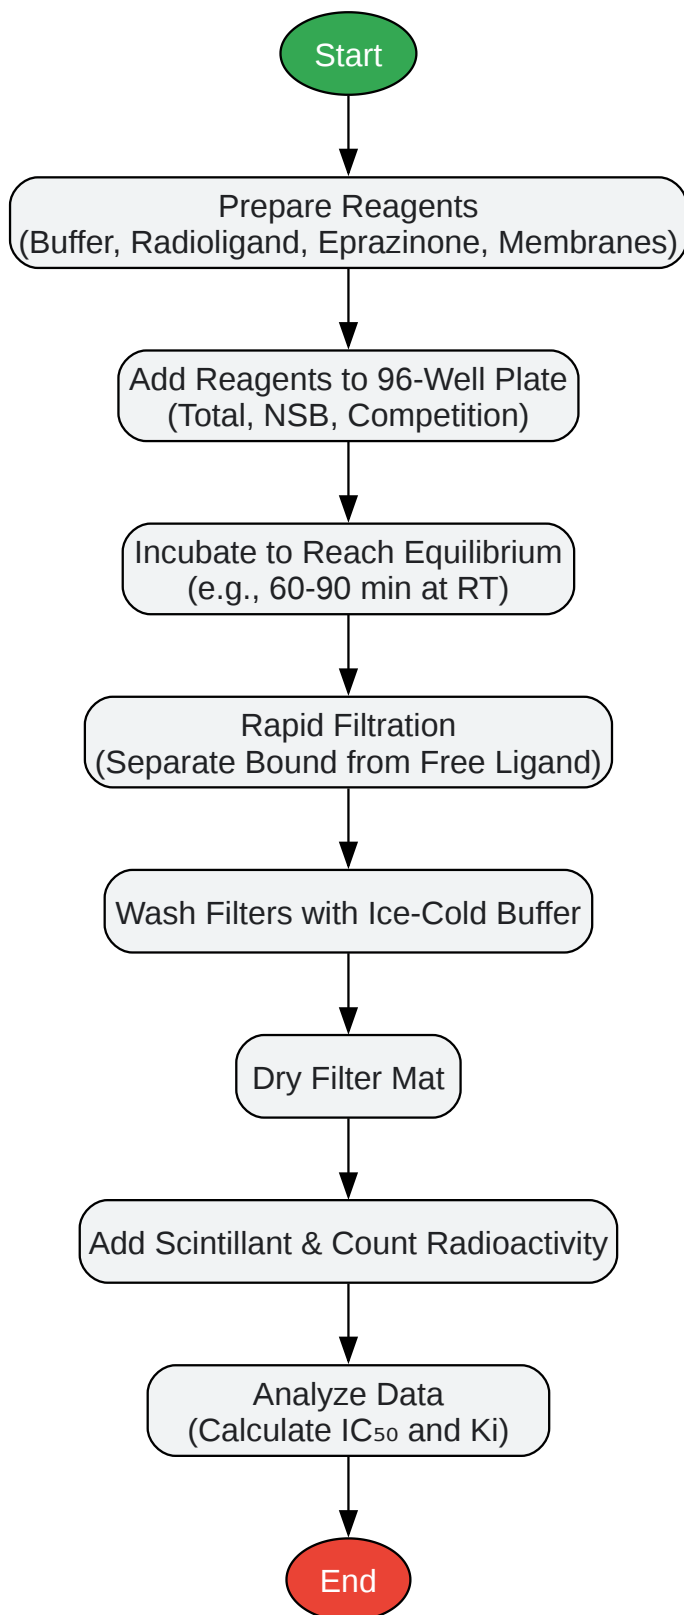 Start
Prepare Reagents
(Buffer, Radioligand, Eprazinone, Membranes)
Add Reagents to 96-Well Plate
(Total, NSB, Competition)
Incubate to Reach Equilibrium
(e.g., 60-90 min at RT)
Rapid Filtration
(Separate Bound from Free Ligand)
Wash Filters with Ice-Cold Buffer
Dry Filter Mat
Add Scintillant & Count Radioactivity
Analyze Data
(Calculate IC₅₀ and Ki)
End